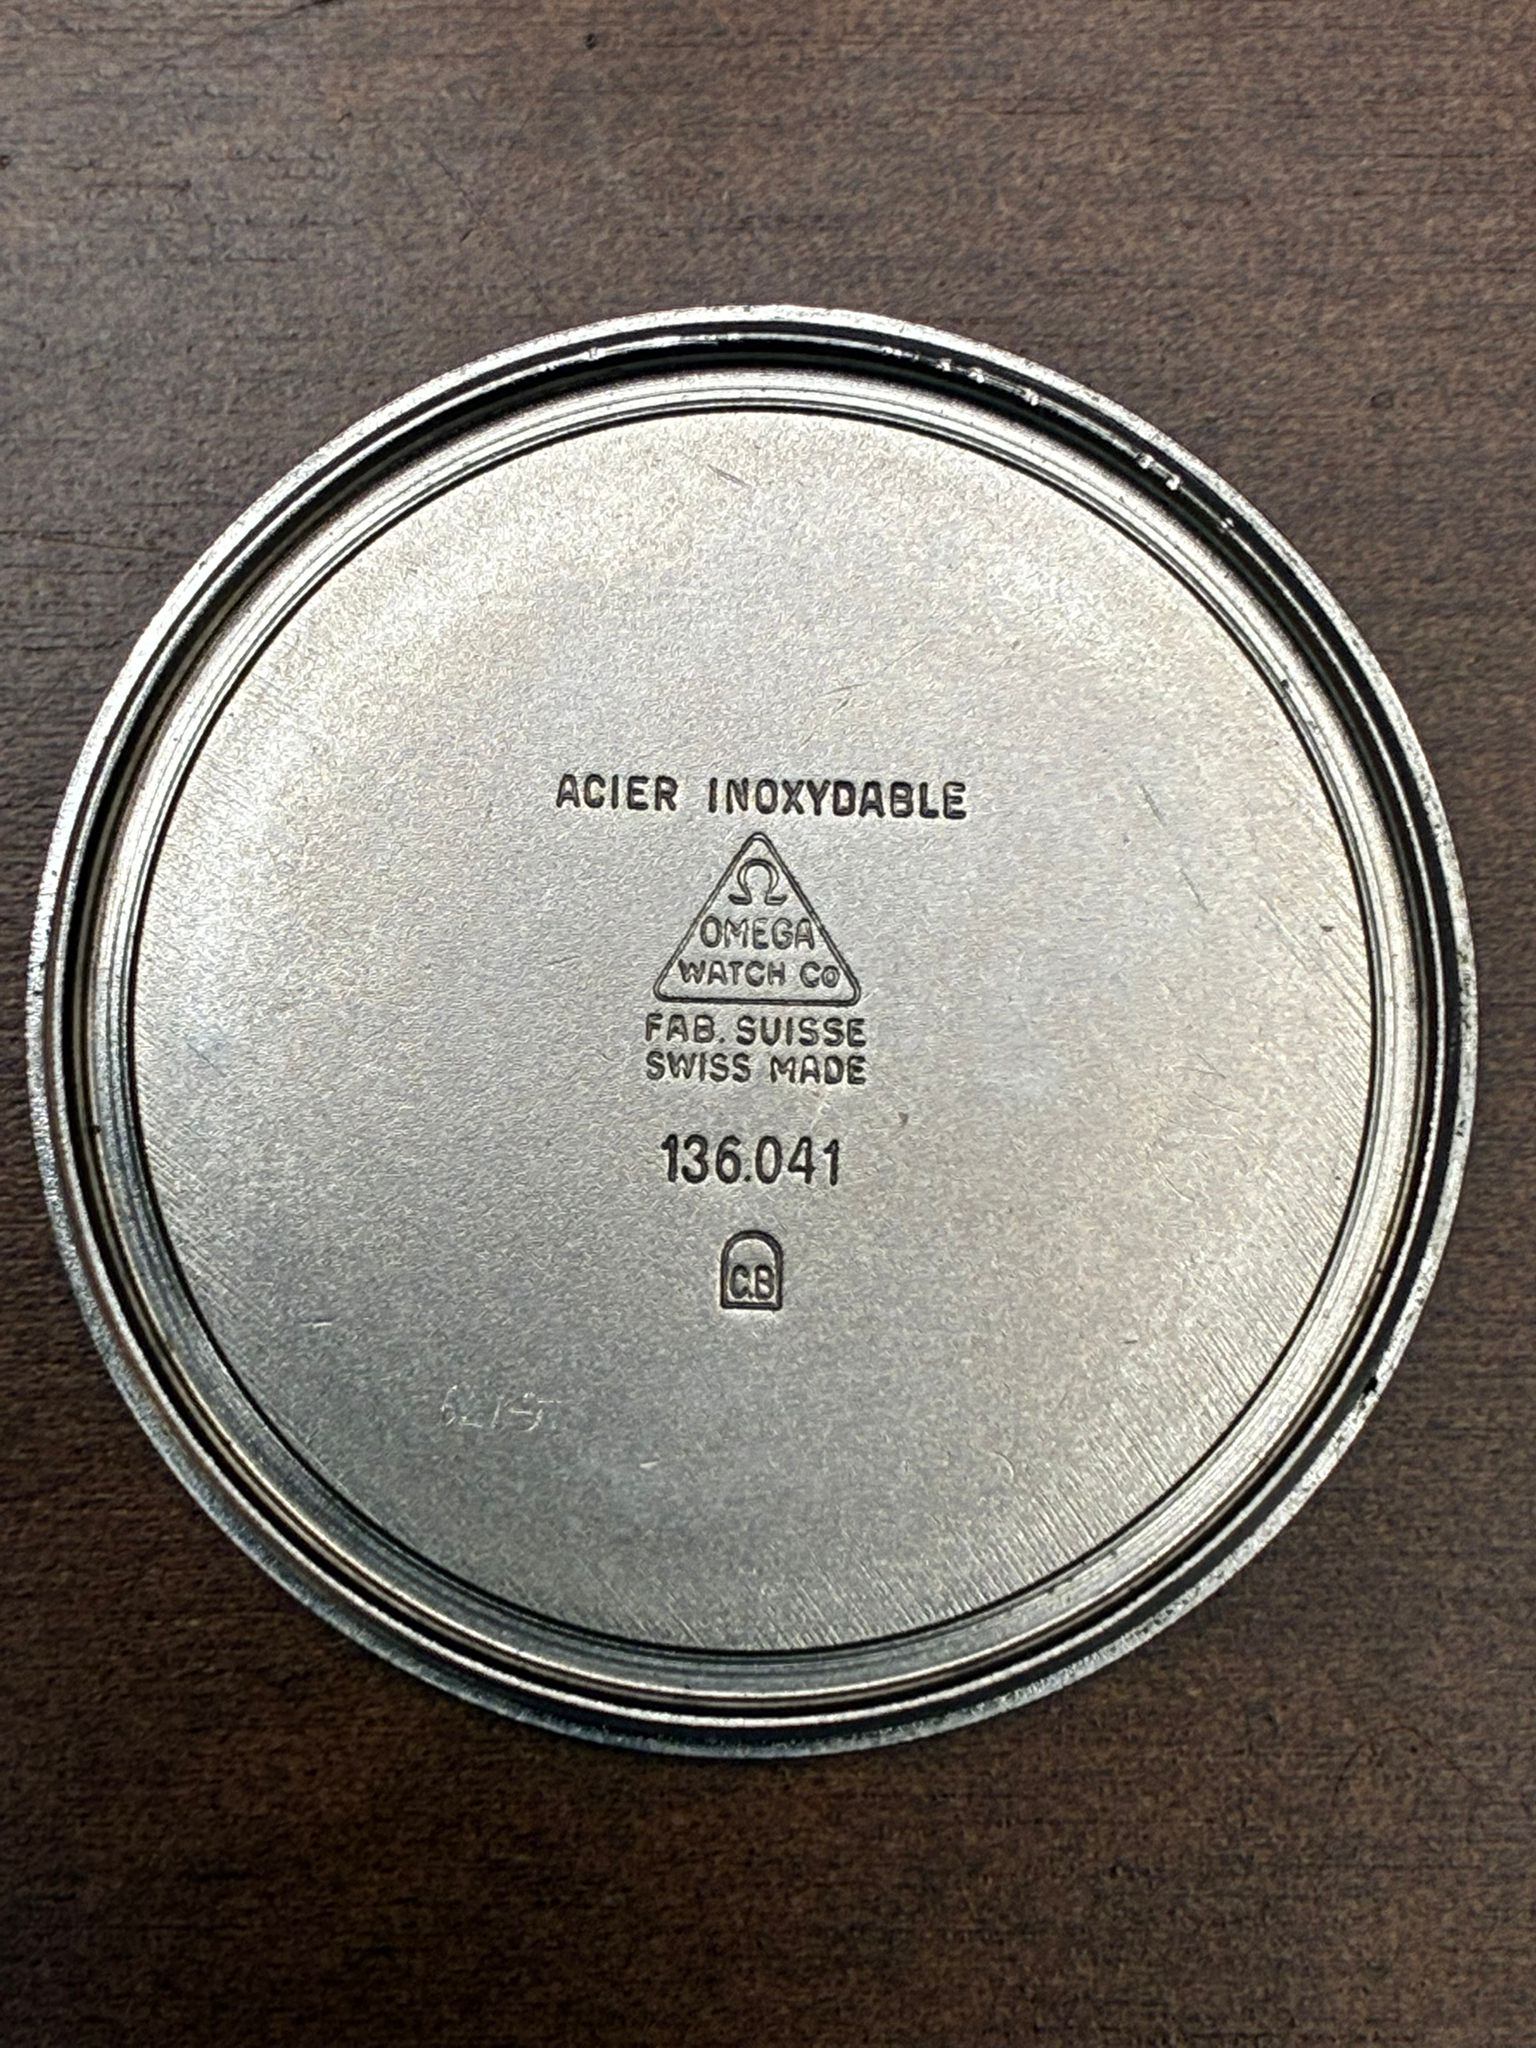 ACIER INOXYDABLE
Ω
OMEGA
WATCH Co
FAB. SUISSE
SWISS MADE
136.041
C.B